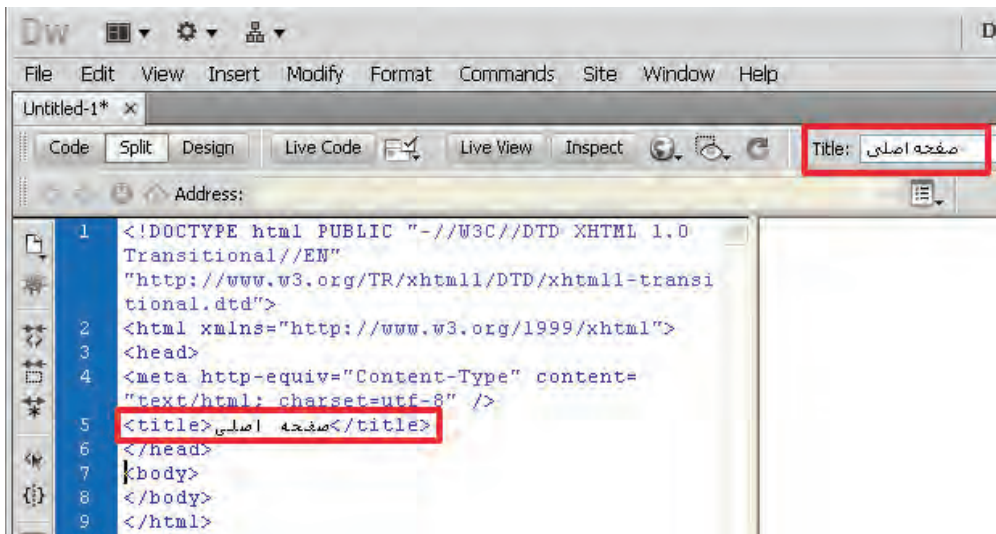 Dw
D
File Edit View Insert Modify Format Commands Site Window Help
Untitled-1* ×
Code Split Design Live Code Live View Inspect Title: صفحه اصلی
Address:
1 <!DOCTYPE html PUBLIC "-//W3C//DTD XHTML 1.0
Transitional//EN"
"http://www.w3.org/TR/xhtml1/DTD/xhtml1-transi
tional.dtd">
2 <html xmlns="http://www.w3.org/1999/xhtml">
3 <head>
4 <meta http-equiv="Content-Type" content=
"text/html; charset=utf-8" />
5 <title>صفحه اصلی</title>
6 </head>
7 <body>
8 </body>
9 </html>